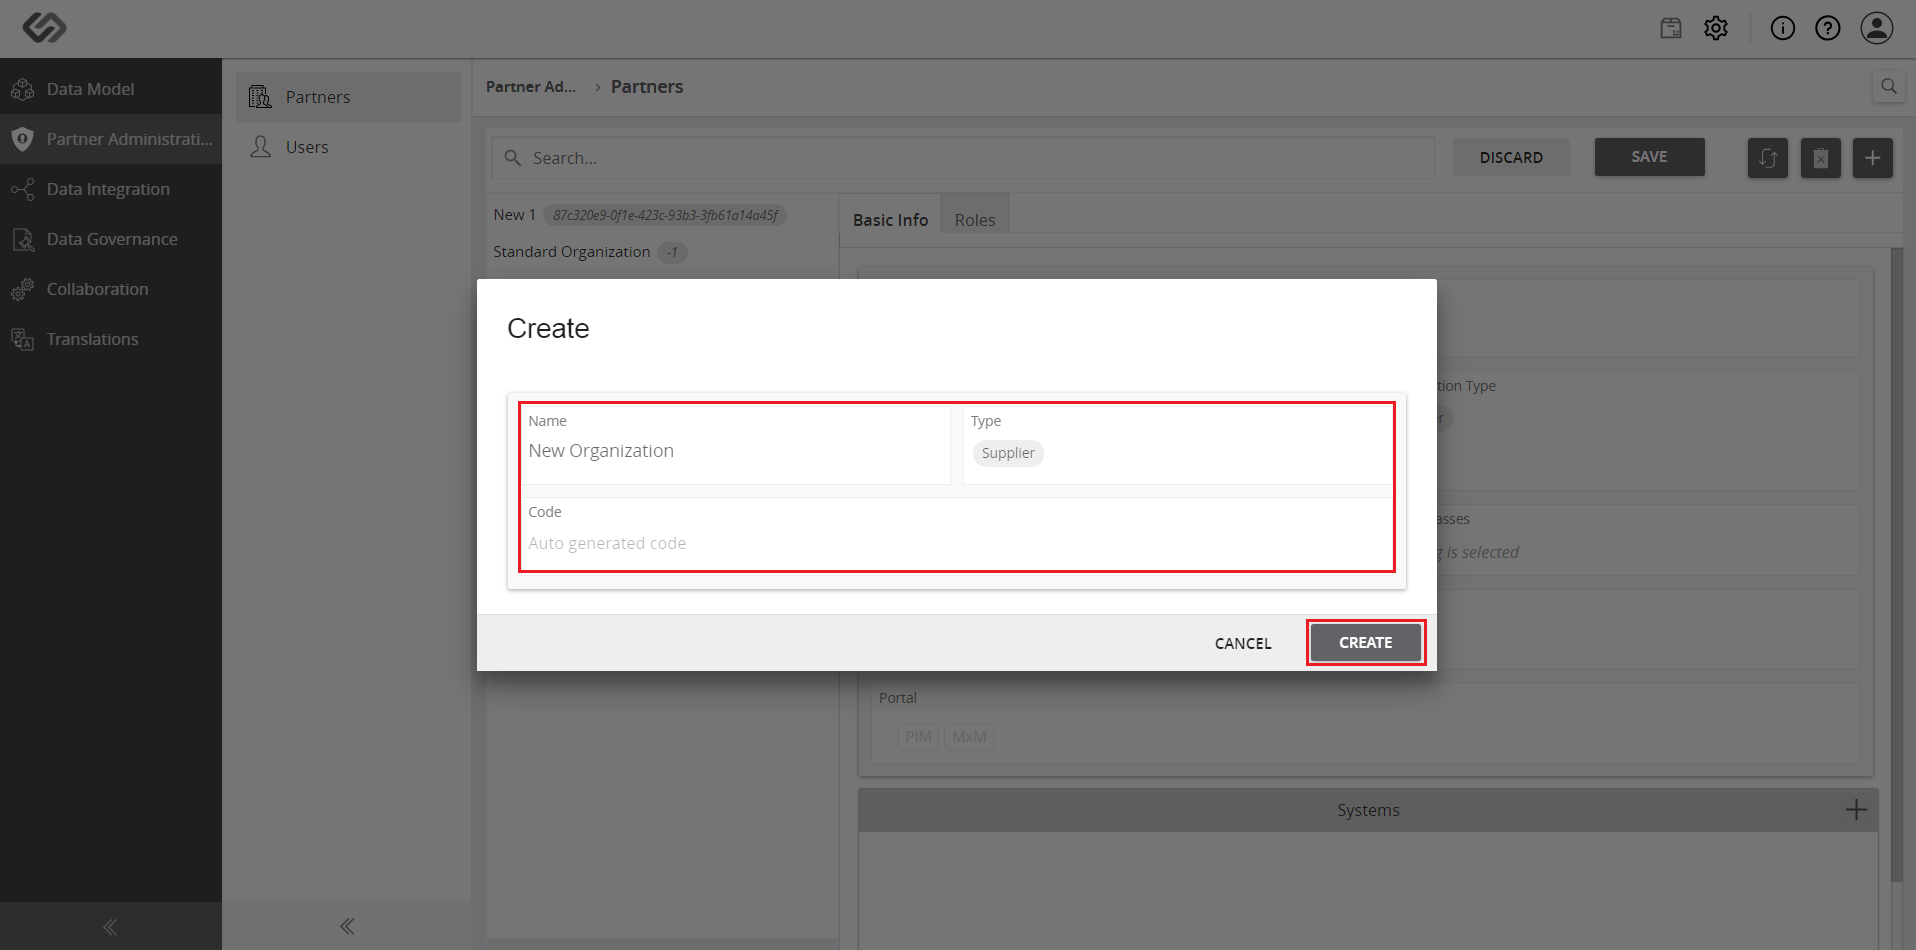 Data Model
Partner Administrati...
Data Integration
Data Governance
Collaboration
Translations
Partners
Users
Partner Ad... > Partners
Search...
DISCARD
SAVE
New 1 87c320e9-0f1e-423c-93b3-3fb61a14a45f
Standard Organization -1
Basic Info
Roles
Create
Name
New Organization
Type
Supplier
Code
Auto generated code
CANCEL
CREATE
tion Type
r
asses
g is selected
Portal
PIM
MxM
Systems